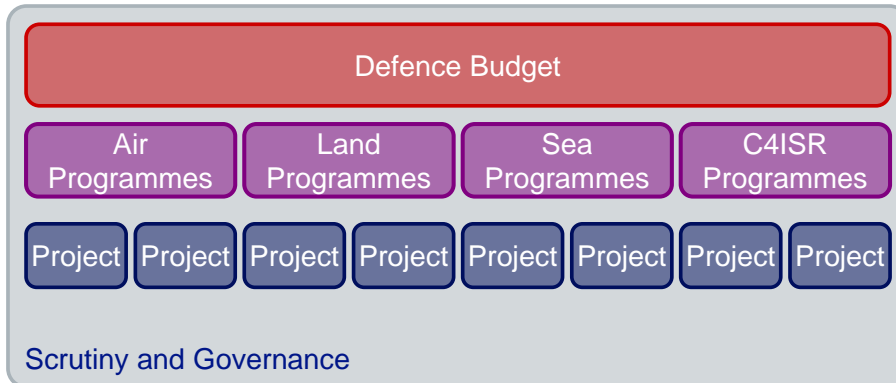 Defence Budget
Air
Programmes
Land
Programmes
Sea
Programmes
C4ISR
Programmes
Project
Project
Project
Project
Project
Project
Project
Project
Scrutiny and Governance